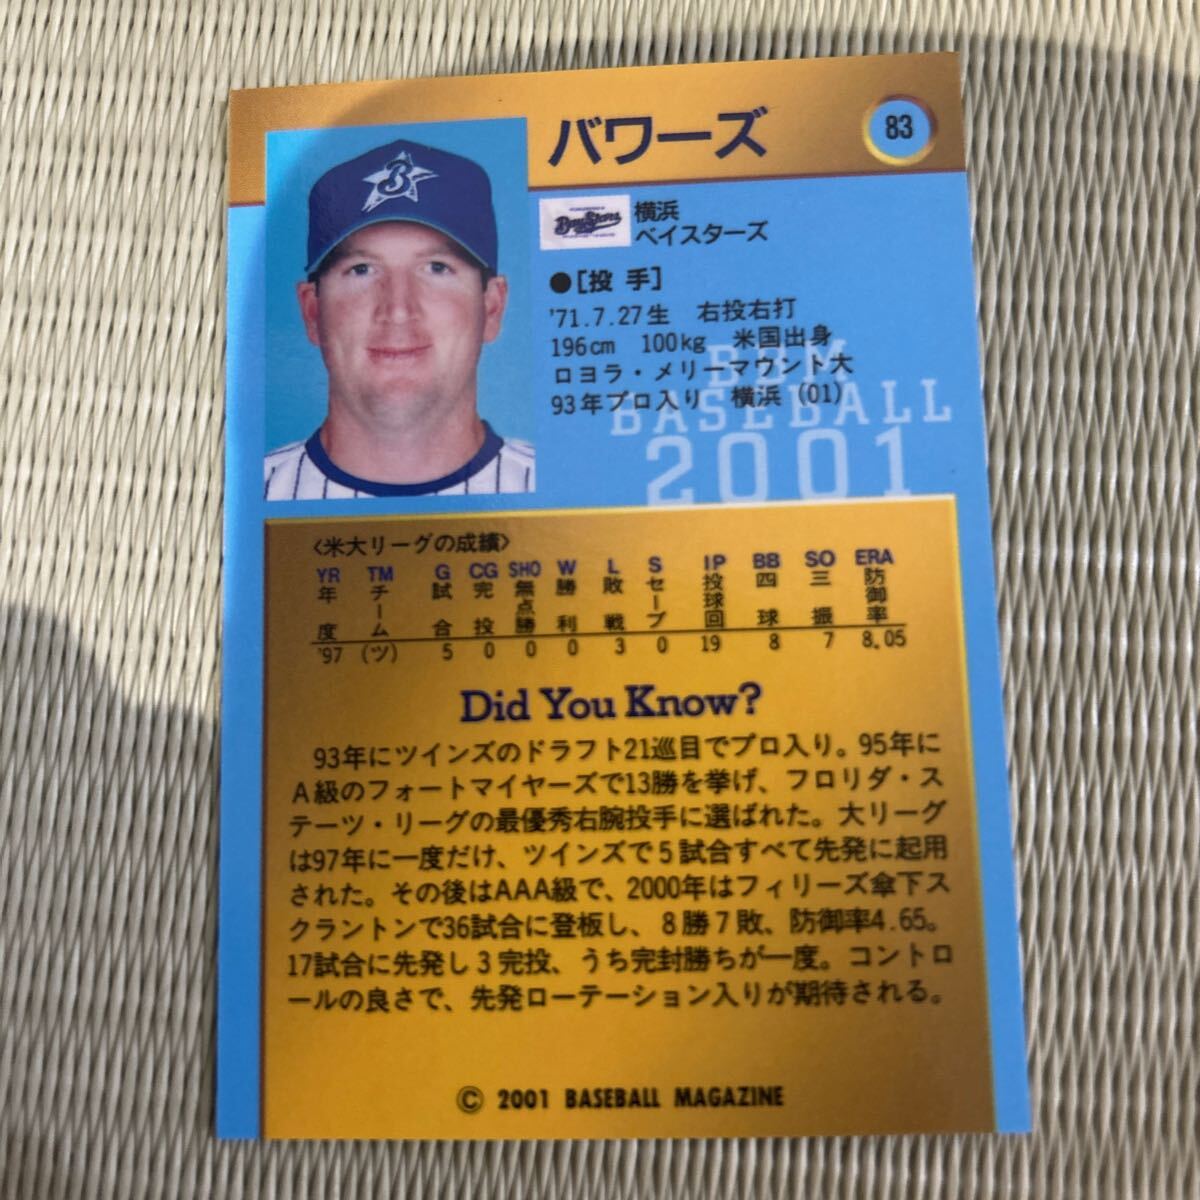 バワーズ
83
BayStars
横浜
ベイスターズ
●[投 手]
'71.7.27生 右投右打
196cm 100kg 米国出身
ロヨラ・メリーマウント大
93年プロ入り 横浜 (01)
BBM
BASEBALL
2001
〈米大リーグの成績〉
YR TM G CG SHO W L S IP BB SO ERA
年度 チーム 試合 完投 無点勝 勝利 敗戦 セーブ 投球回 四球 三振 防御率
'97 (ツ) 5 0 0 0 3 0 19 8 7 8.05
Did You Know?
93年にツインズのドラフト21巡目でプロ入り。95年に
A級のフォートマイヤーズで13勝を挙げ、フロリダ・ス
テーツ・リーグの最優秀右腕投手に選ばれた。大リーグ
は97年に一度だけ、ツインズで5試合すべて先発に起用
された。その後はAAA級で、2000年はフィリーズ傘下ス
クラントンで36試合に登板し、8勝7敗、防御率4.65。
17試合に先発し3完投、うち完封勝ちが一度。コントロ
ールの良さで、先発ローテーション入りが期待される。
© 2001 BASEBALL MAGAZINE